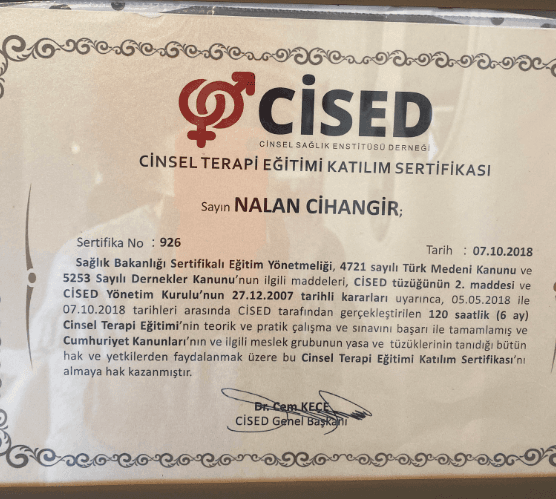 CİSED
CİNSEL SAĞLIK ENSTİTÜSÜ DERNEĞİ
CİNSEL TERAPİ EĞİTİMİ KATILIM SERTİFİKASI
Sayın NALAN CİHANGİR;
Sertifika No : 926
Tarih : 07.10.2018
Sağlık Bakanlığı Sertifikalı Eğitim Yönetmeliği, 4721 sayılı Türk Medeni Kanunu ve
5253 Sayılı Dernekler Kanunu'nun ilgili maddeleri, CİSED tüzüğünün 2. maddesi ve
CİSED Yönetim Kurulu'nun 27.12.2007 tarihli kararları uyarınca, 05.05.2018 ile
07.10.2018 tarihleri arasında CİSED tarafından gerçekleştirilen 120 saatlik (6 ay)
Cinsel Terapi Eğitimi'nin teorik ve pratik çalışma ve sınavını başarı ile tamamlamış ve
Cumhuriyet Kanunları'nın ve ilgili meslek grubunun yasa ve tüzüklerinin tanıdığı bütün
hak ve yetkilerden faydalanmak üzere bu Cinsel Terapi Eğitimi Katılım Sertifikası'nı
almaya hak kazanmıştır.
Dr. Cem KEÇE
CİSED Genel Başkanı